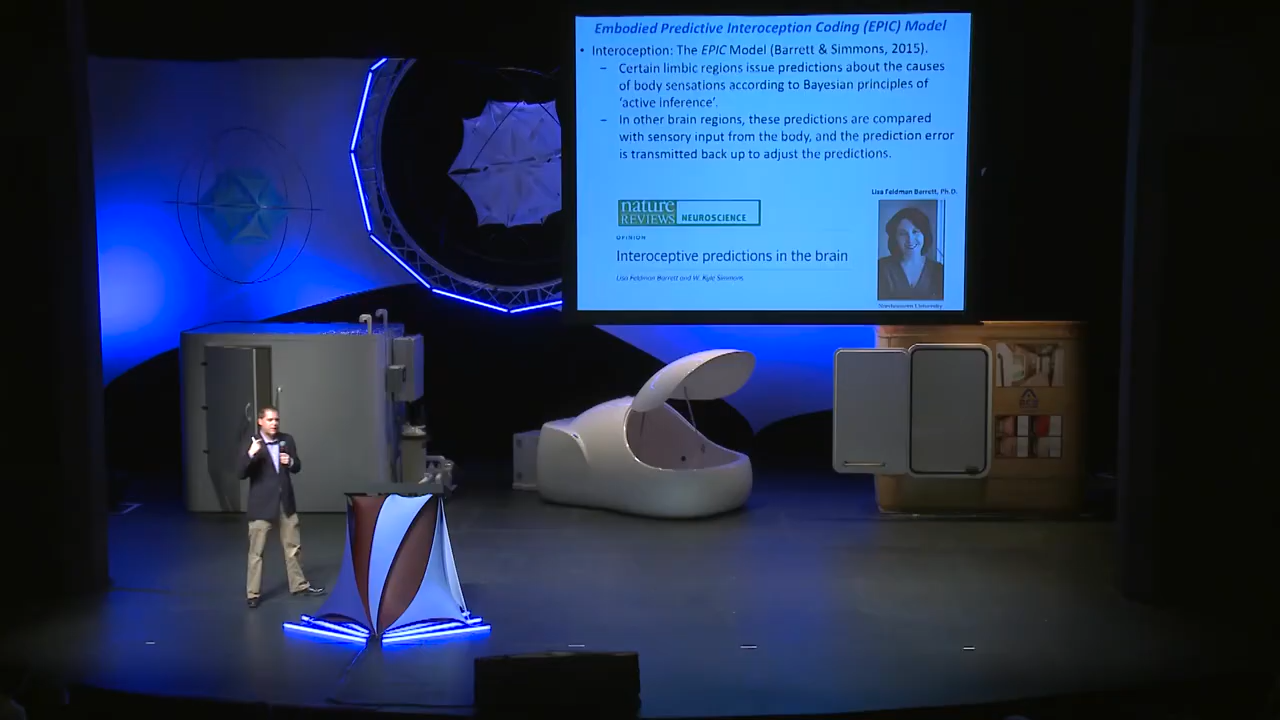 Embodied Predictive Interoception Coding (EPIC) Model
• Interoception: The EPIC Model (Barrett & Simmons, 2015).
– Certain limbic regions issue predictions about the causes
of body sensations according to Bayesian principles of
'active inference'.
– In other brain regions, these predictions are compared
with sensory input from the body, and the prediction error
is transmitted back up to adjust the predictions.
Lisa Feldman Barrett, Ph.D.
nature
REVIEWS NEUROSCIENCE
OPINION
Interoceptive predictions in the brain
Lisa Feldman Barrett and W. Kyle Simmons
Northeastern University